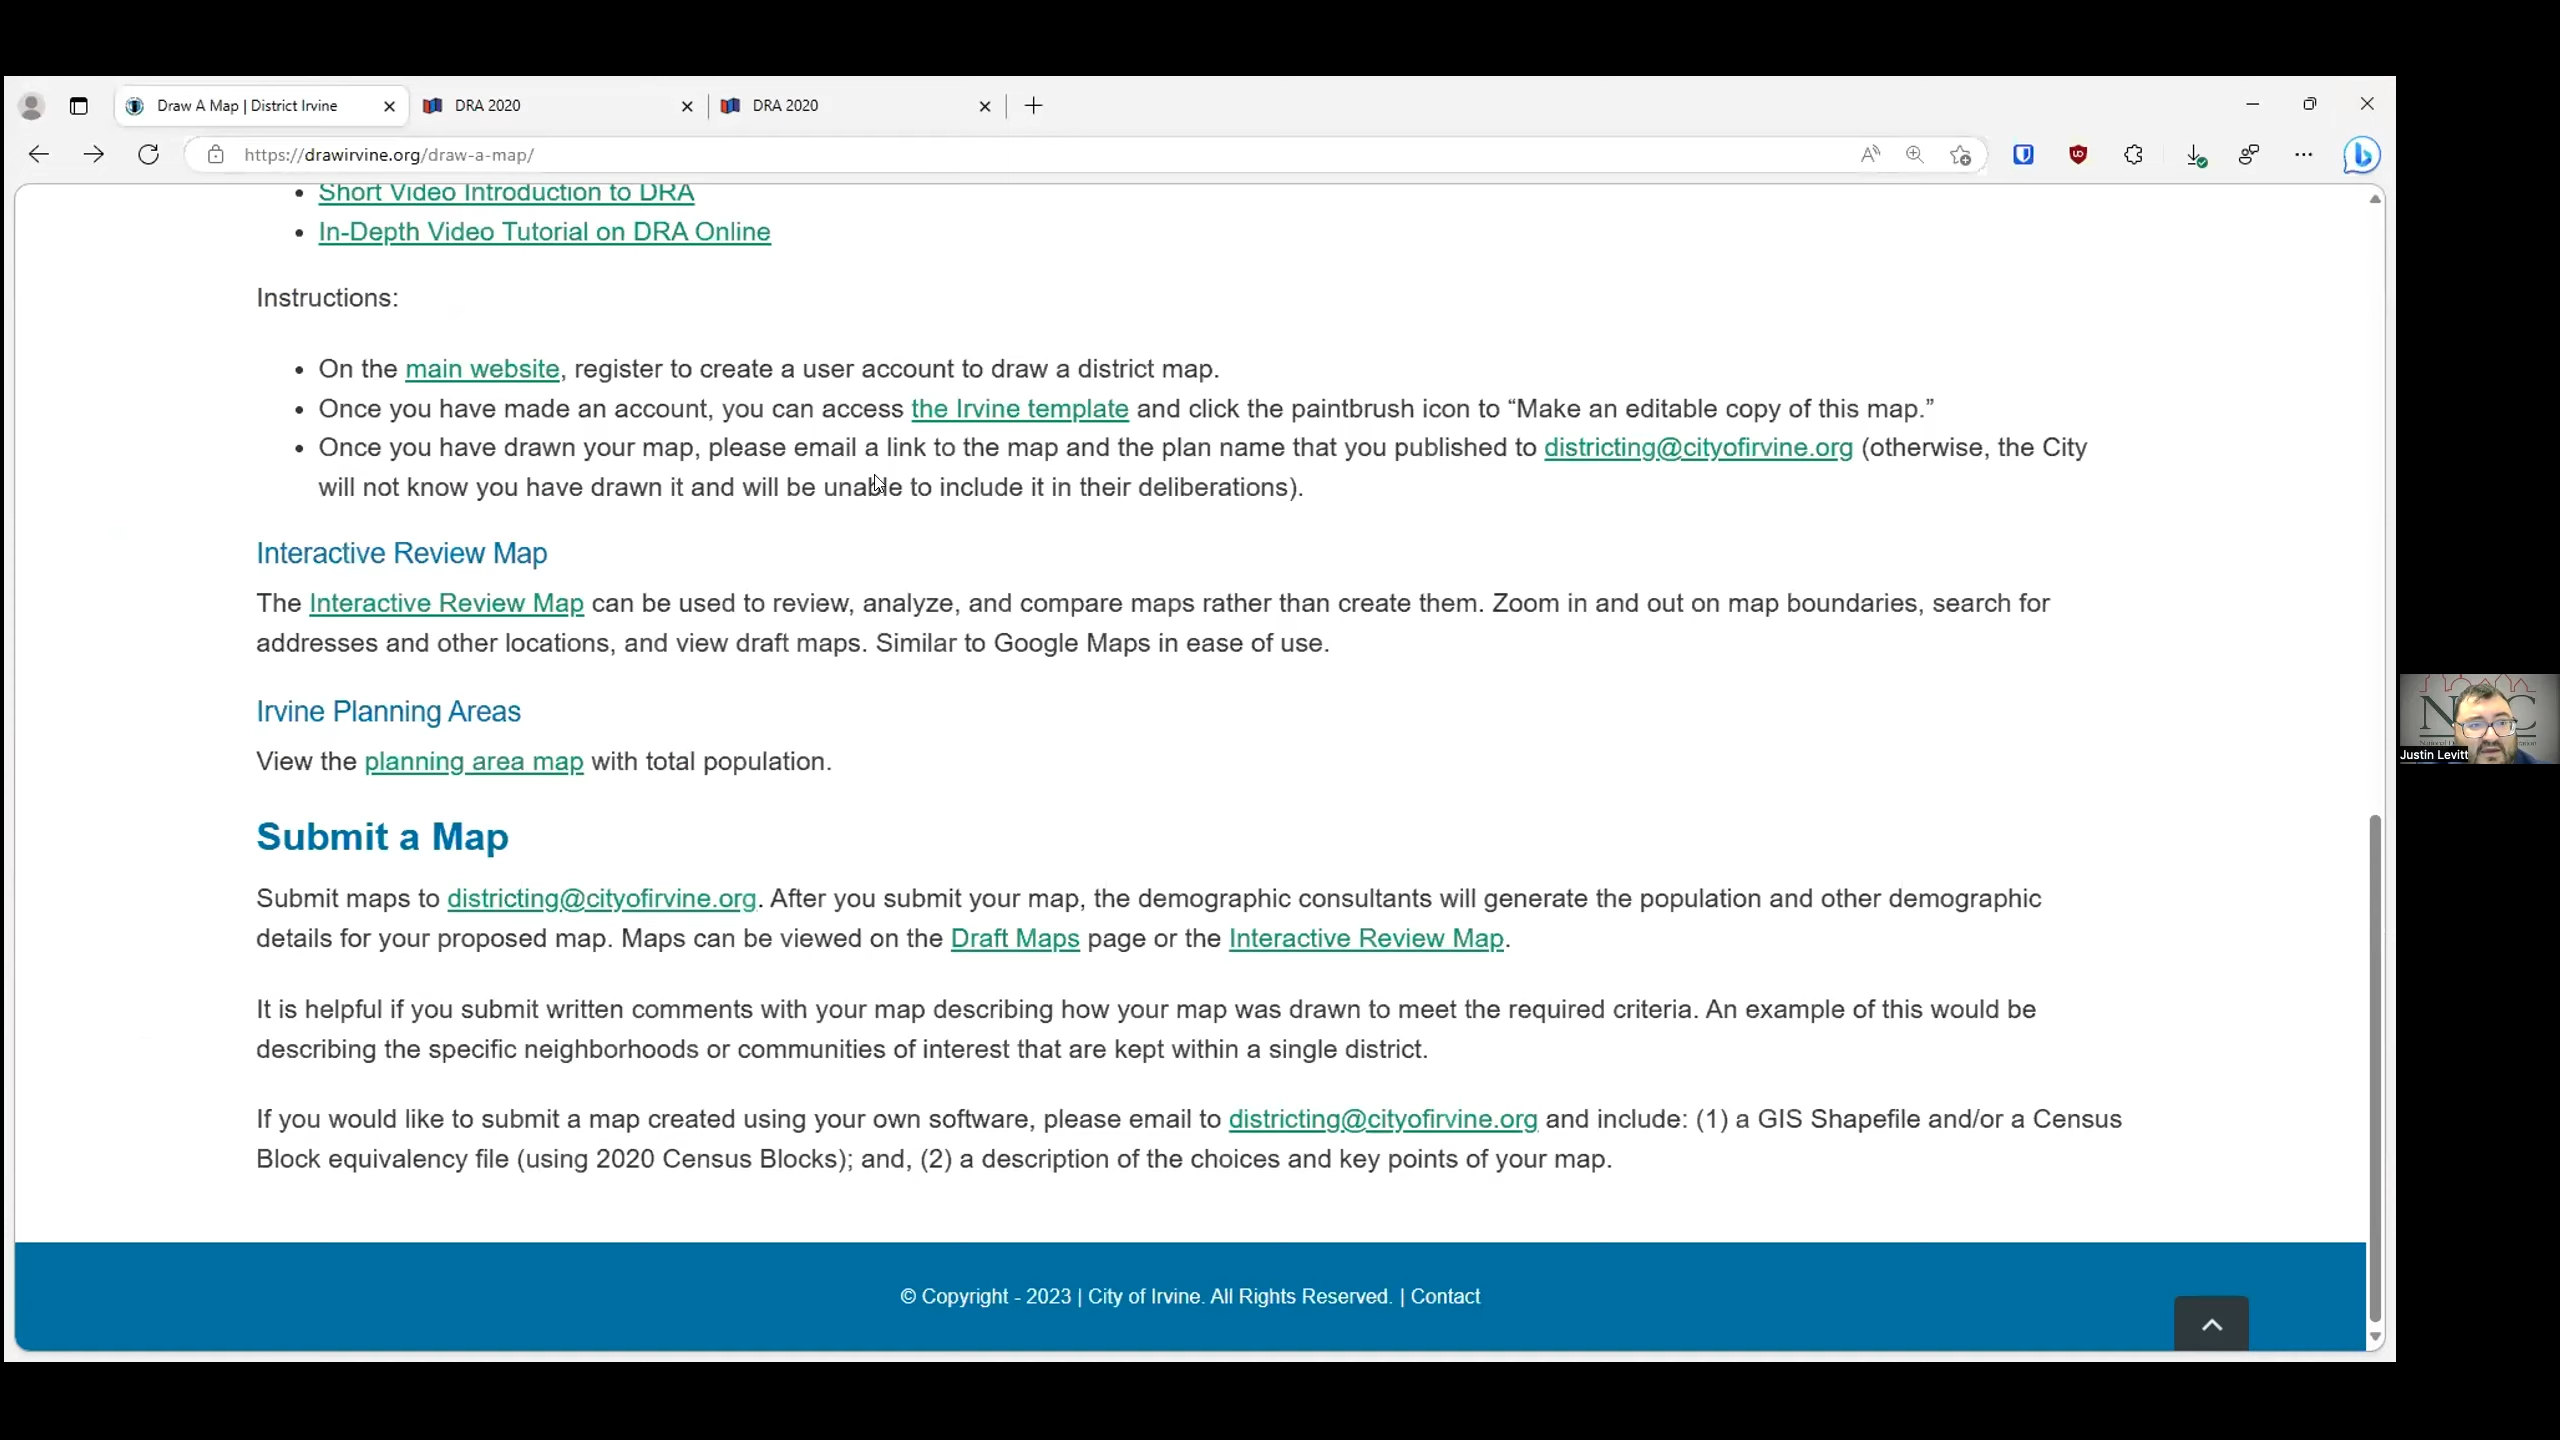 Draw A Map | District Irvine
DRA 2020
DRA 2020
https://drawirvine.org/draw-a-map/
Short Video Introduction to DRA
In-Depth Video Tutorial on DRA Online
Instructions:
On the main website, register to create a user account to draw a district map.
Once you have made an account, you can access the Irvine template and click the paintbrush icon to “Make an editable copy of this map.”
Once you have drawn your map, please email a link to the map and the plan name that you published to districting@cityofirvine.org (otherwise, the City
will not know you have drawn it and will be unable to include it in their deliberations).
Interactive Review Map
The Interactive Review Map can be used to review, analyze, and compare maps rather than create them. Zoom in and out on map boundaries, search for
addresses and other locations, and view draft maps. Similar to Google Maps in ease of use.
Irvine Planning Areas
View the planning area map with total population.
Submit a Map
Submit maps to districting@cityofirvine.org. After you submit your map, the demographic consultants will generate the population and other demographic
details for your proposed map. Maps can be viewed on the Draft Maps page or the Interactive Review Map.
It is helpful if you submit written comments with your map describing how your map was drawn to meet the required criteria. An example of this would be
describing the specific neighborhoods or communities of interest that are kept within a single district.
If you would like to submit a map created using your own software, please email to districting@cityofirvine.org and include: (1) a GIS Shapefile and/or a Census
Block equivalency file (using 2020 Census Blocks); and, (2) a description of the choices and key points of your map.
© Copyright - 2023 | City of Irvine. All Rights Reserved. | Contact
Justin Levitt